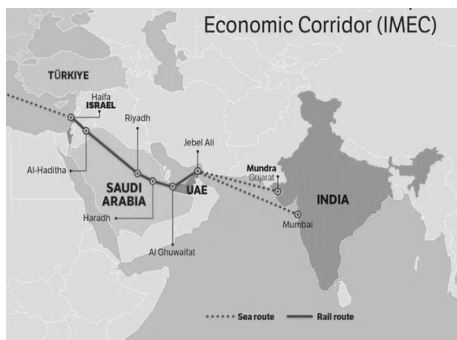 Economic Corridor (IMEC)
TÜRKIYE
Haifa
ISRAEL
Riyadh
Jebel Ali
Al-Haditha
Mundra
Gujarat
SAUDI
ARABIA
UAE
INDIA
Haradh
Mumbai
Al Ghuwaifat
Sea route
Rail route